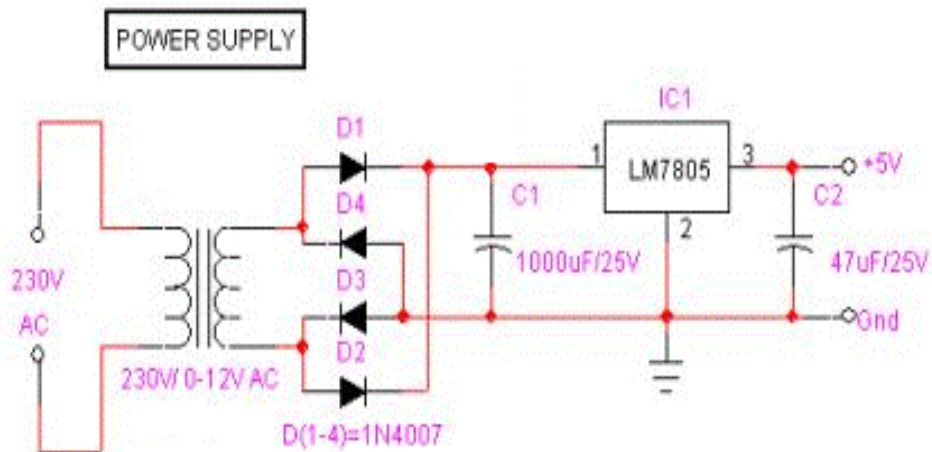 POWER SUPPLY
IC1
D1
1
LM7805
3
+5V
D4
C1
C2
2
230V
1000uF/25V
47uF/25V
D3
AC
Gnd
D2
230V/ 0-12V AC
D(1-4)=1N4007